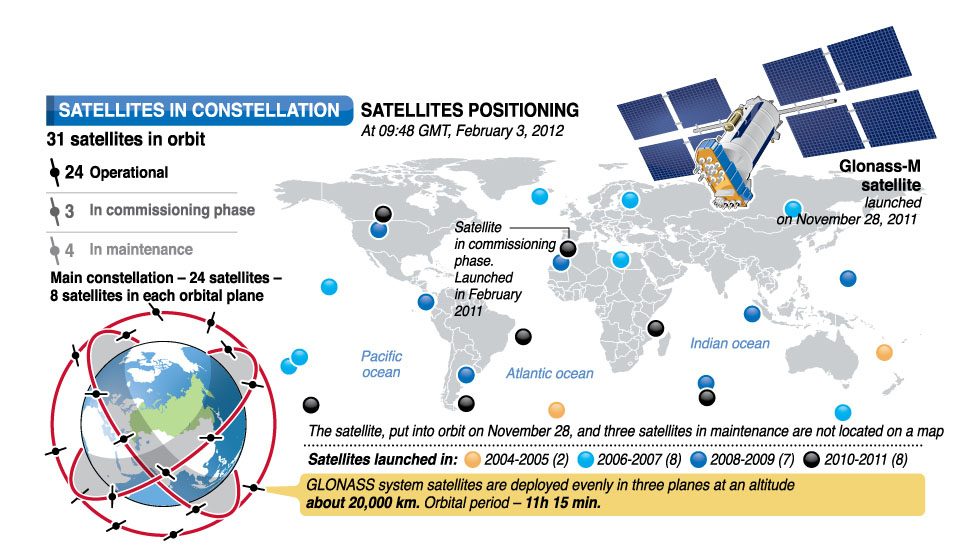 SATELLITES IN CONSTELLATION
31 satellites in orbit
24 Operational
3 In commissioning phase
4 In maintenance
Main constellation – 24 satellites –
8 satellites in each orbital plane
SATELLITES POSITIONING
At 09:48 GMT, February 3, 2012
Glonass-M
satellite
launched
on November 28, 2011
Satellite
in commissioning
phase.
Launched
in February
2011
Pacific
ocean
Atlantic ocean
Indian ocean
The satellite, put into orbit on November 28, and three satellites in maintenance are not located on a map
Satellites launched in: 2004-2005 (2) 2006-2007 (8) 2008-2009 (7) 2010-2011 (8)
GLONASS system satellites are deployed evenly in three planes at an altitude
about 20,000 km. Orbital period – 11h 15 min.